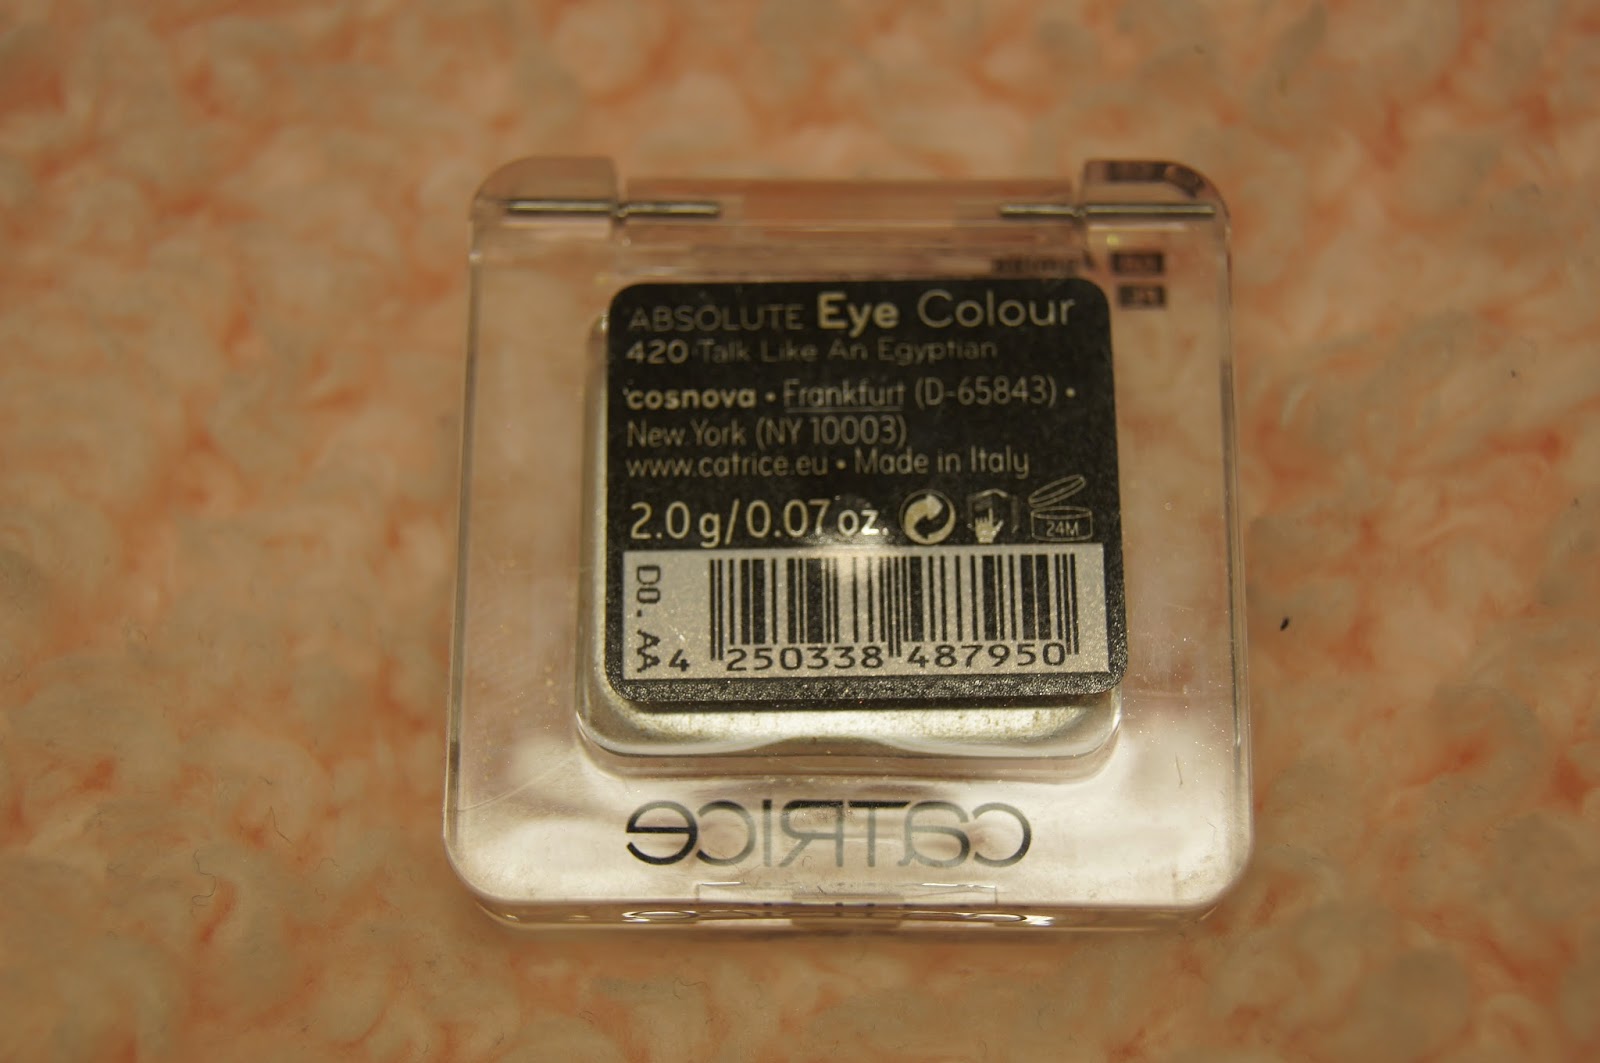 ABSOLUTE Eye Colour
420 Talk Like An Egyptian
cosnova • Frankfurt (D-65843) •
New York (NY 10003)
www.catrice.eu • Made in Italy
2.0 g/0.07 oz. 24M
D0. AA
4 250338 487950
CATRICE